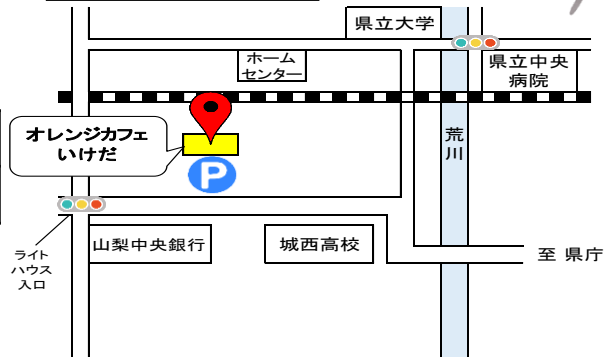 県立大学
ホーム
センター
県立中央
病院
オレンジカフェ
いけだ
荒
川
P
山梨中央銀行
城西高校
至 県庁
ライト
ハウス
入口